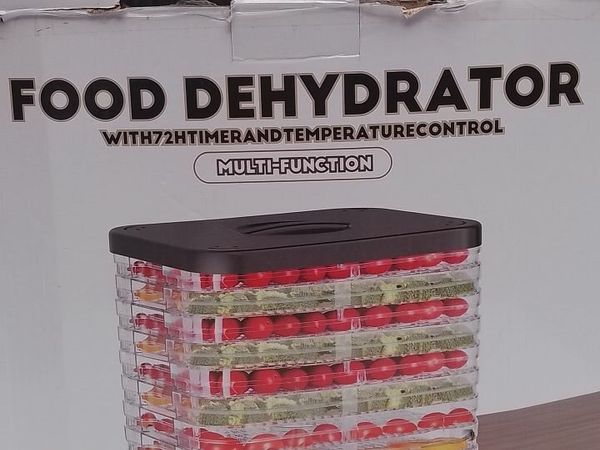 FOOD DEHYDRATOR
WITH72HTIMERANDTEMPERATURECONTROL
MULTI-FUNCTION